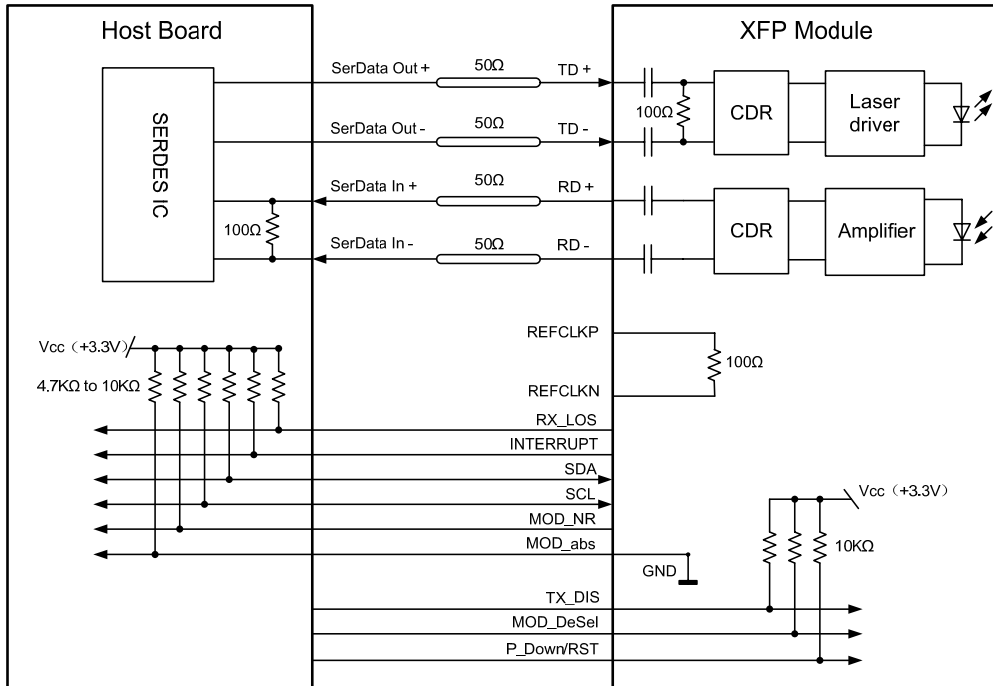 Host Board
XFP Module
SERDES IC
SerData Out +
50Ω
TD +
SerData Out -
50Ω
TD -
100Ω
CDR
Laser
driver
SerData In +
50Ω
RD +
100Ω
SerData In -
50Ω
RD -
CDR
Amplifier
REFCLKP
100Ω
REFCLKN
Vcc（+3.3V）
4.7KΩ to 10KΩ
RX_LOS
INTERRUPT
SDA
SCL
MOD_NR
MOD_abs
GND
Vcc（+3.3V）
10KΩ
TX_DIS
MOD_DeSel
P_Down/RST